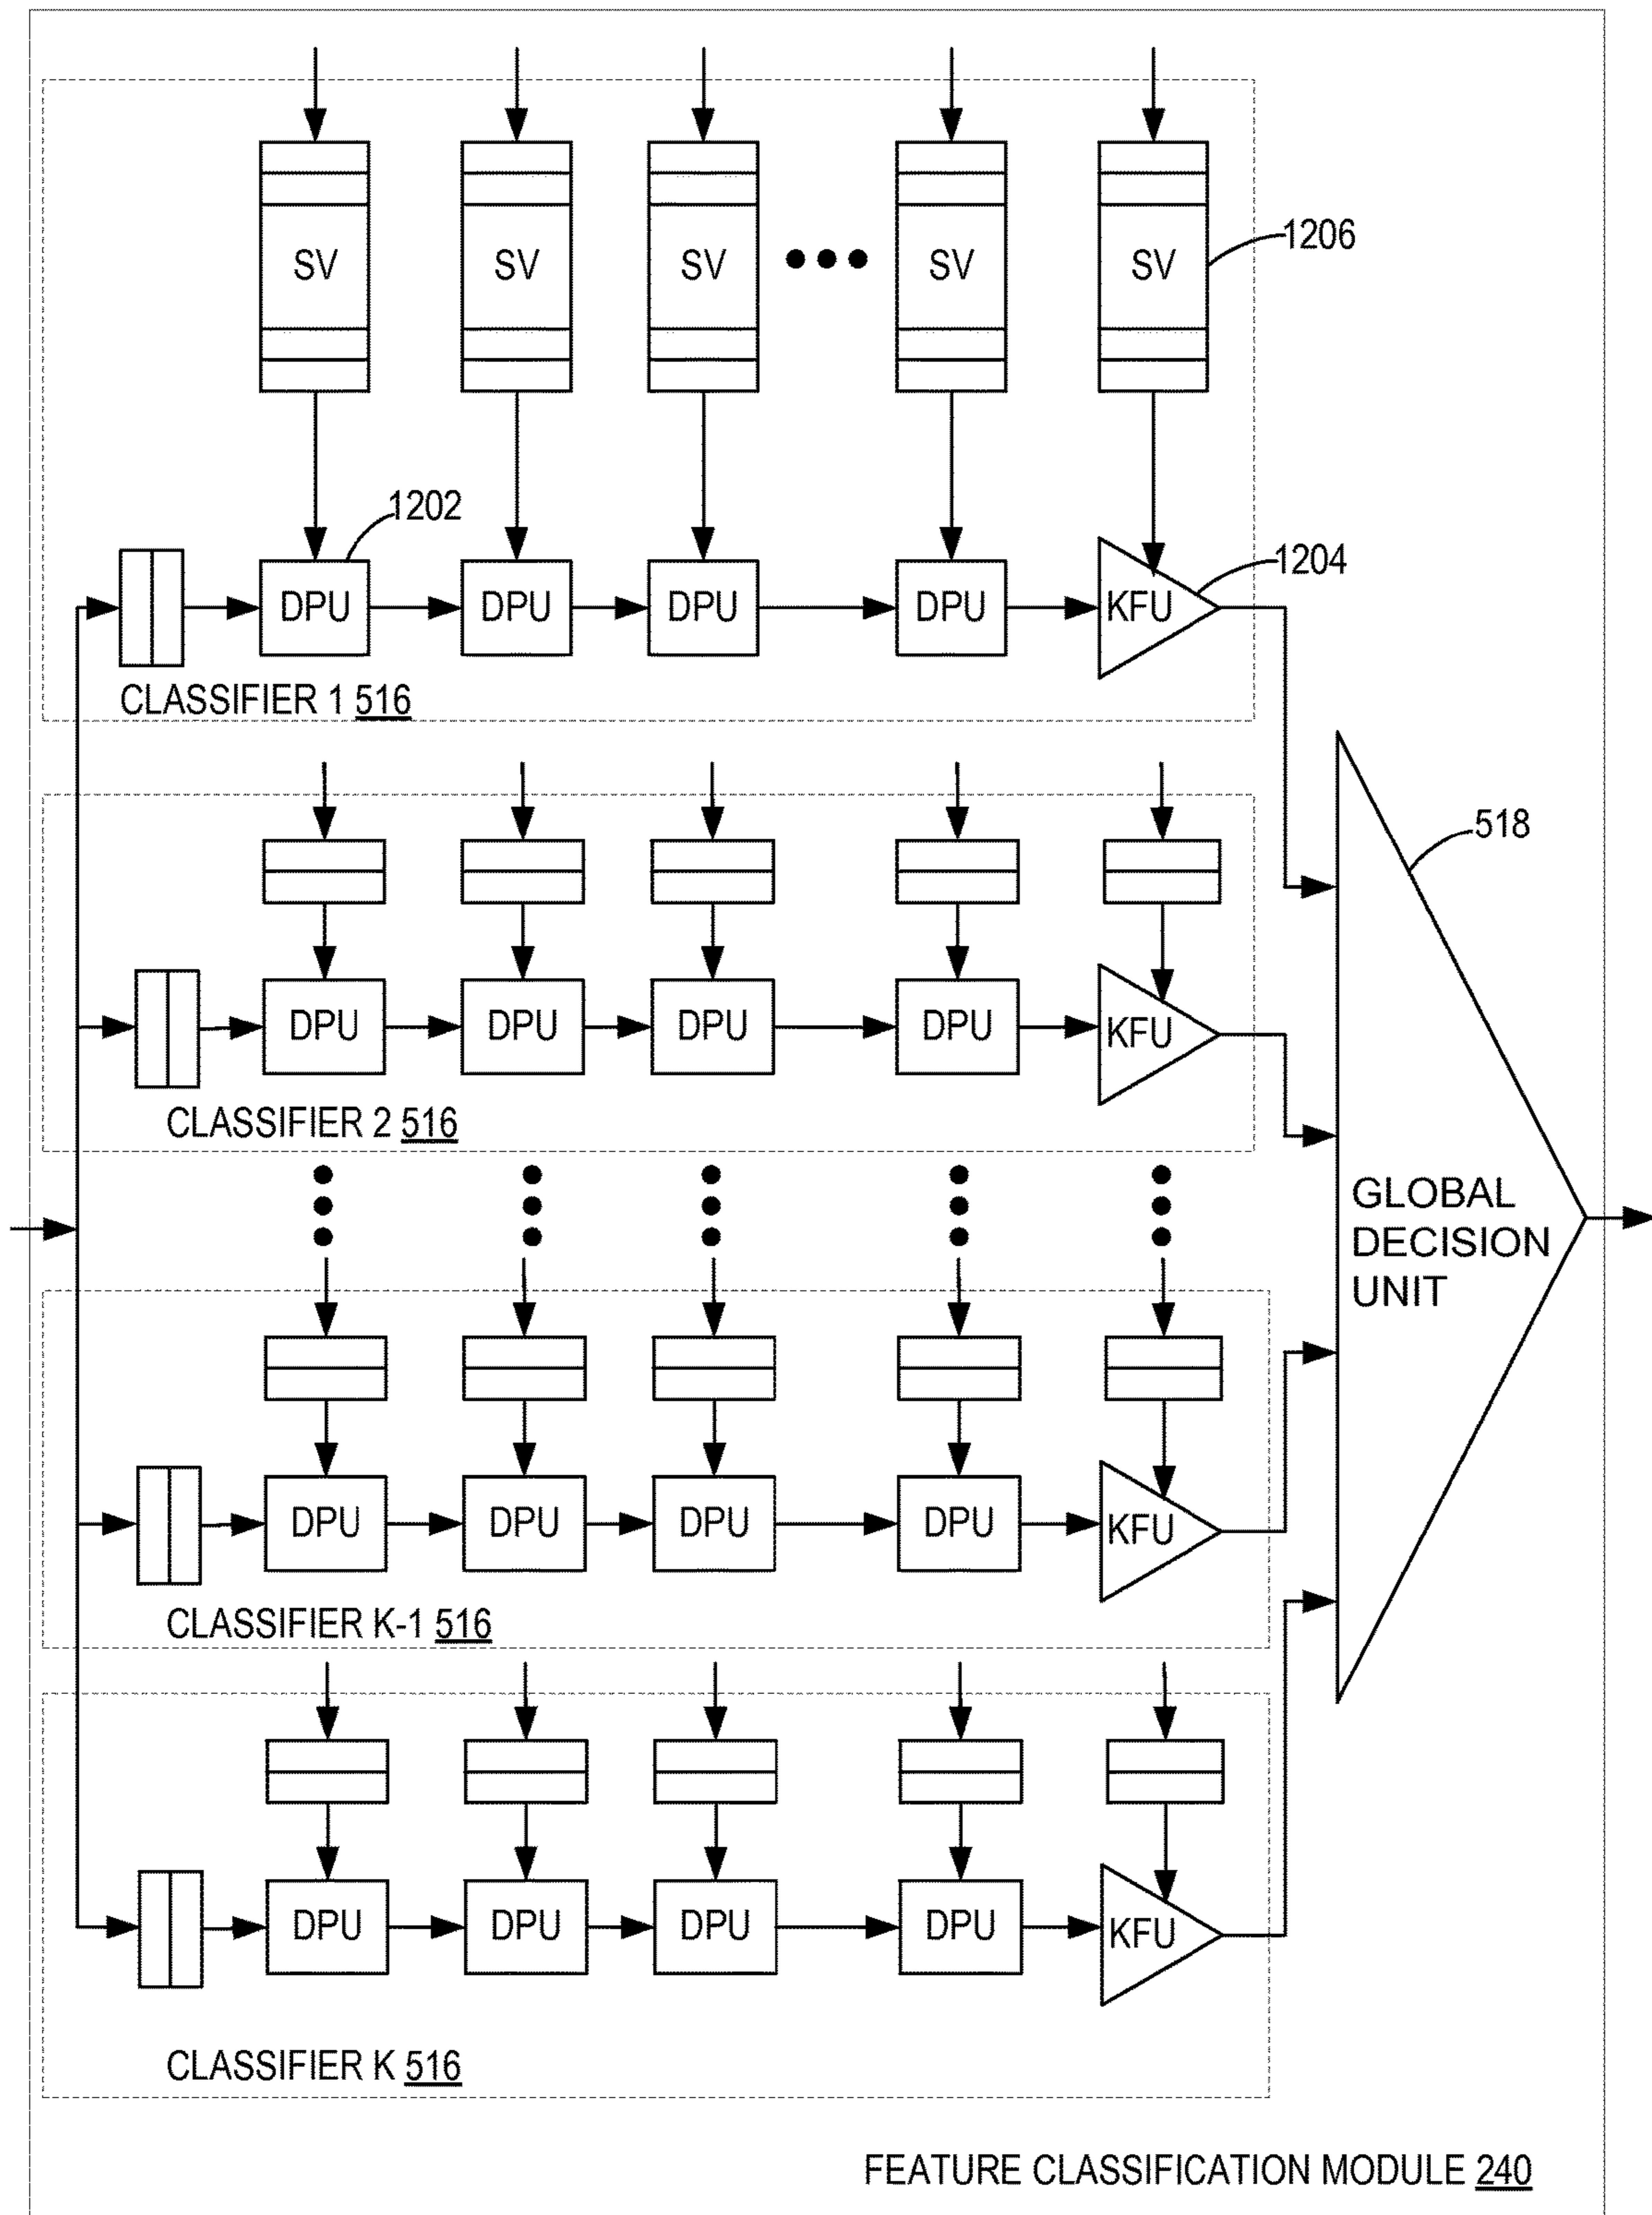 SV SV SV SV SV
1206
1202
1204
DPU DPU DPU DPU KFU
CLASSIFIER 1 516
518
DPU DPU DPU DPU KFU
CLASSIFIER 2 516
GLOBAL
DECISION
UNIT
DPU DPU DPU DPU KFU
CLASSIFIER K-1 516
DPU DPU DPU DPU KFU
CLASSIFIER K 516
FEATURE CLASSIFICATION MODULE 240